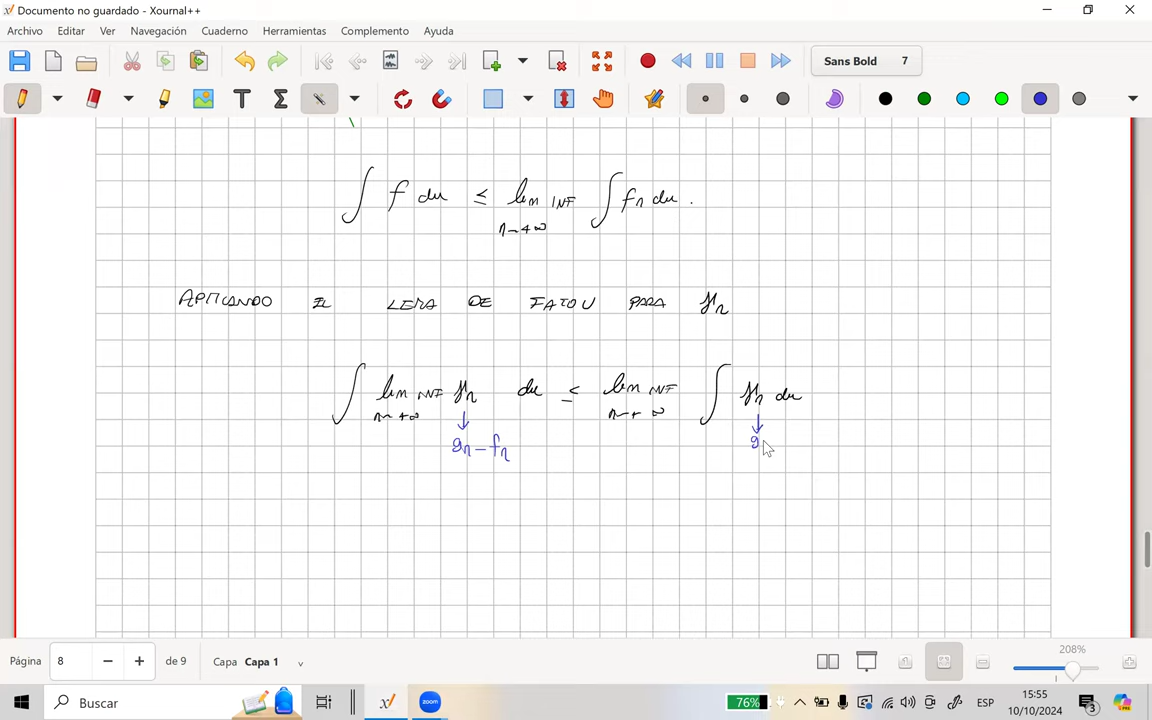 Documento no guardado - Xournal++
Archivo Editar Ver Navegación Cuaderno Herramientas Complemento Ayuda
Sans Bold 7
∫ f du ≤ lim INF ∫ fn du .
n→+∞
APLICANDO EL LEMA DE FATOU PARA Hn
∫ lim INF Hn du ≤ lim INF ∫ Hn du
n→+∞ n→+∞
↓ ↓
gn - fn g
Página 8 de 9 Capa Capa 1 208%
Buscar zoom 76% ESP 15:55
10/10/2024 3